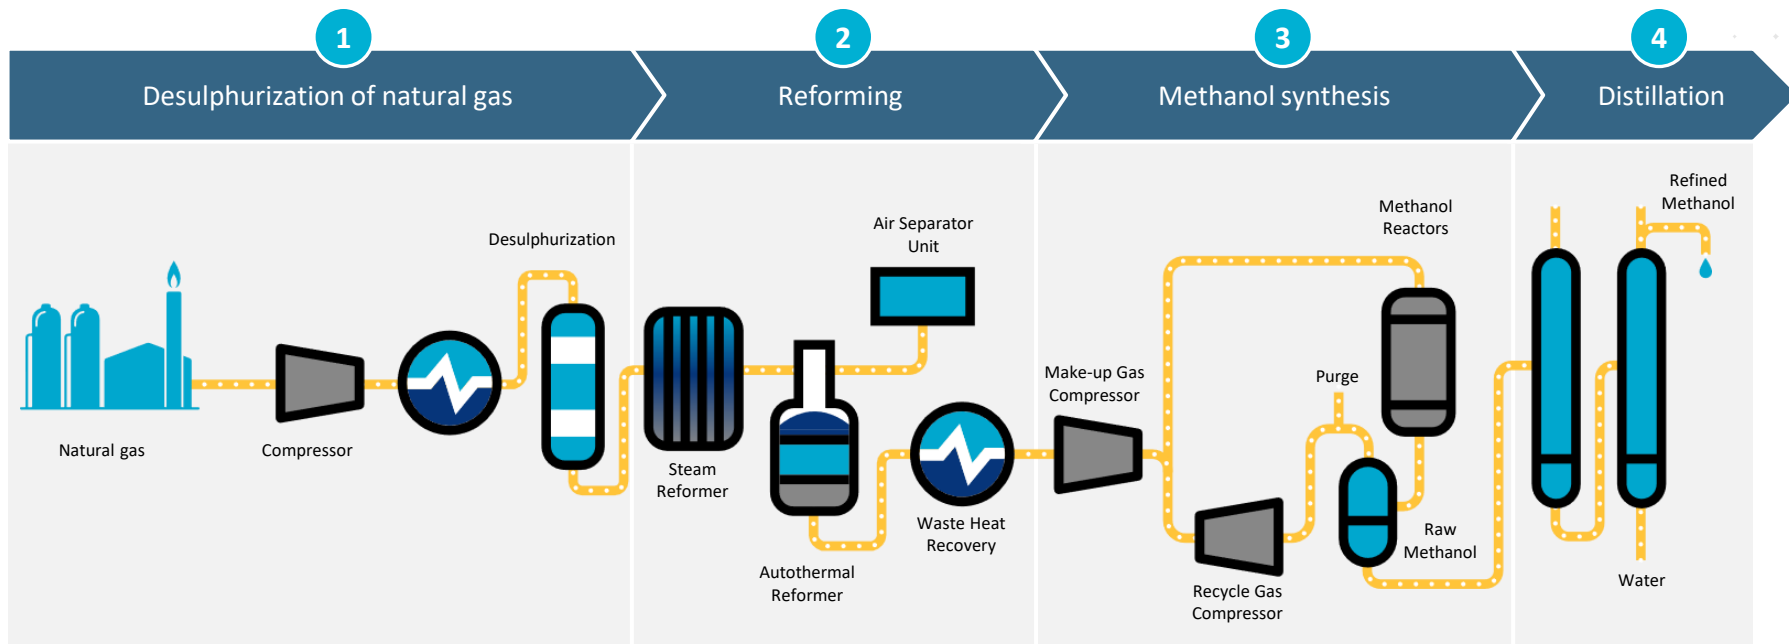 1
2
3
4
Desulphurization of natural gas
Reforming
Methanol synthesis
Distillation
Natural gas
Compressor
Desulphurization
Steam
Reformer
Air Separator
Unit
Autothermal
Reformer
Waste Heat
Recovery
Make-up Gas
Compressor
Recycle Gas
Compressor
Purge
Methanol
Reactors
Raw
Methanol
Refined
Methanol
Water